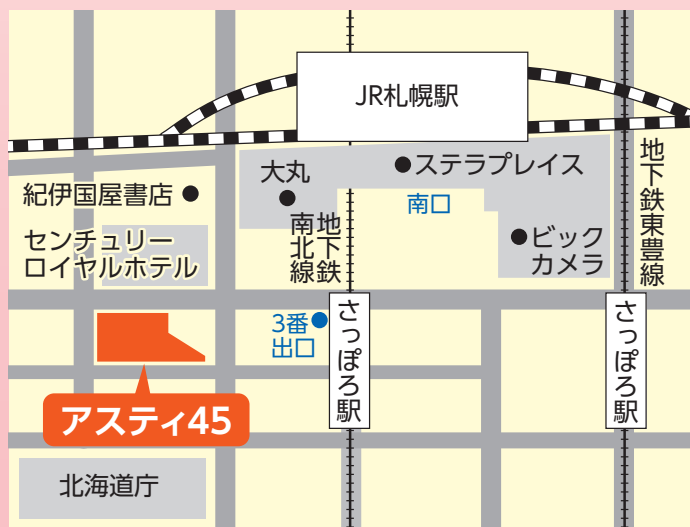 JR札幌駅
ステラプレイス
大丸
紀伊国屋書店
南口
地下鉄東豊線
センチュリー
ロイヤルホテル
地下鉄
南北線
ビック
カメラ
3番
出口
さっぽろ駅
さっぽろ駅
アスティ45
北海道庁